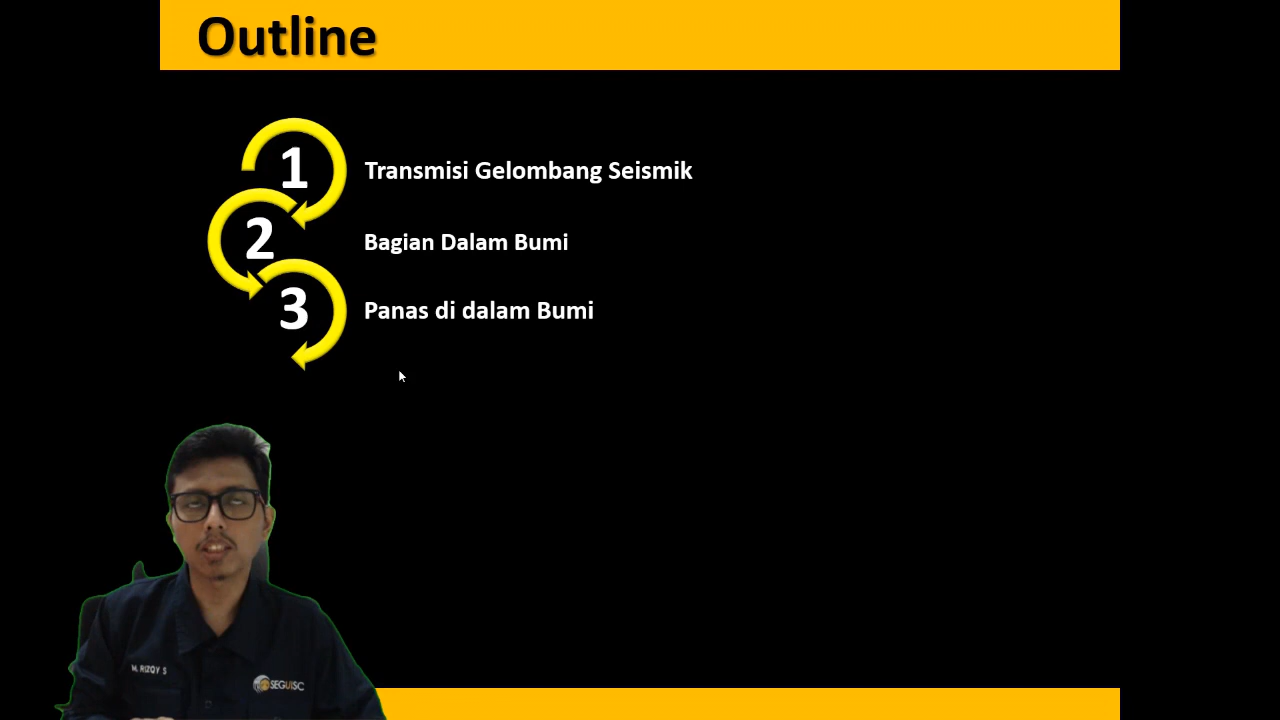 Outline
1
Transmisi Gelombang Seismik
2
Bagian Dalam Bumi
3
Panas di dalam Bumi
M. RIZQY S
SEGUISC